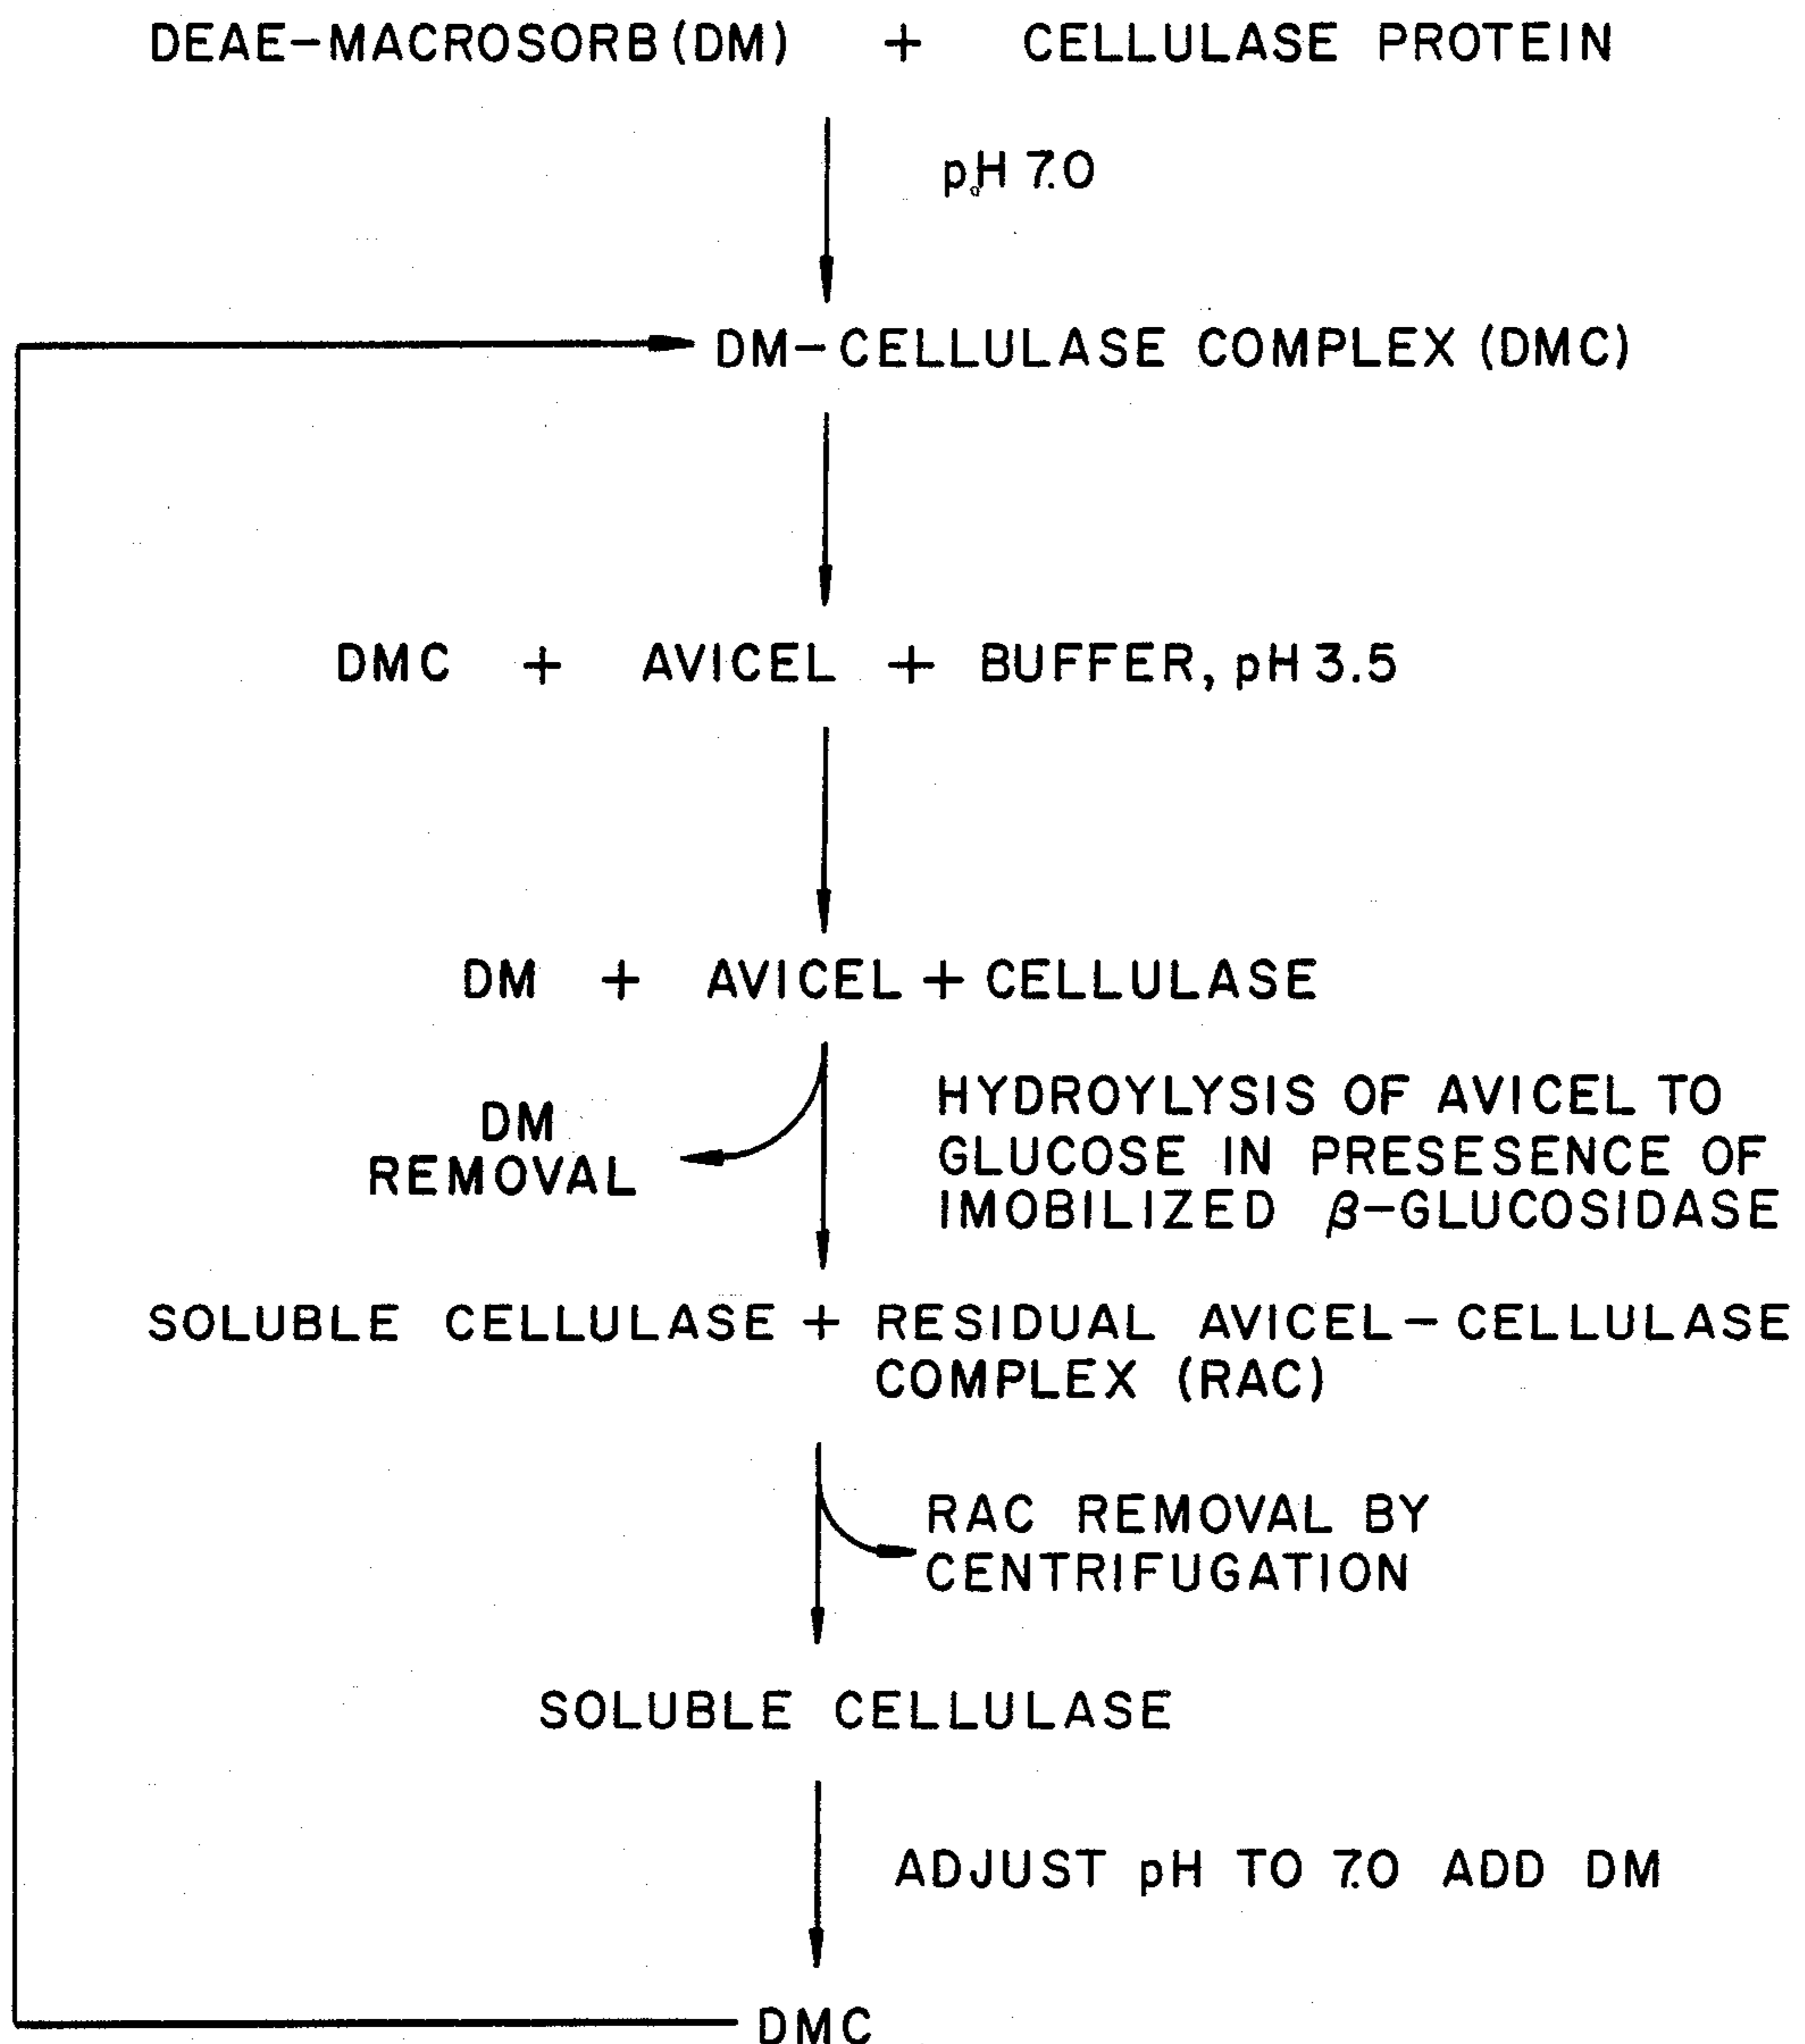 DEAE-MACROSORB(DM) + CELLULASE PROTEIN
pH 7.0
DM-CELLULASE COMPLEX (DMC)
DMC + AVICEL + BUFFER, pH 3.5
DM + AVICEL + CELLULASE
DM
REMOVAL
HYDROYLYSIS OF AVICEL TO
GLUCOSE IN PRESESENCE OF
IMOBILIZED β-GLUCOSIDASE
SOLUBLE CELLULASE + RESIDUAL AVICEL-CELLULASE
COMPLEX (RAC)
RAC REMOVAL BY
CENTRIFUGATION
SOLUBLE CELLULASE
ADJUST pH TO 7.0 ADD DM
DMC